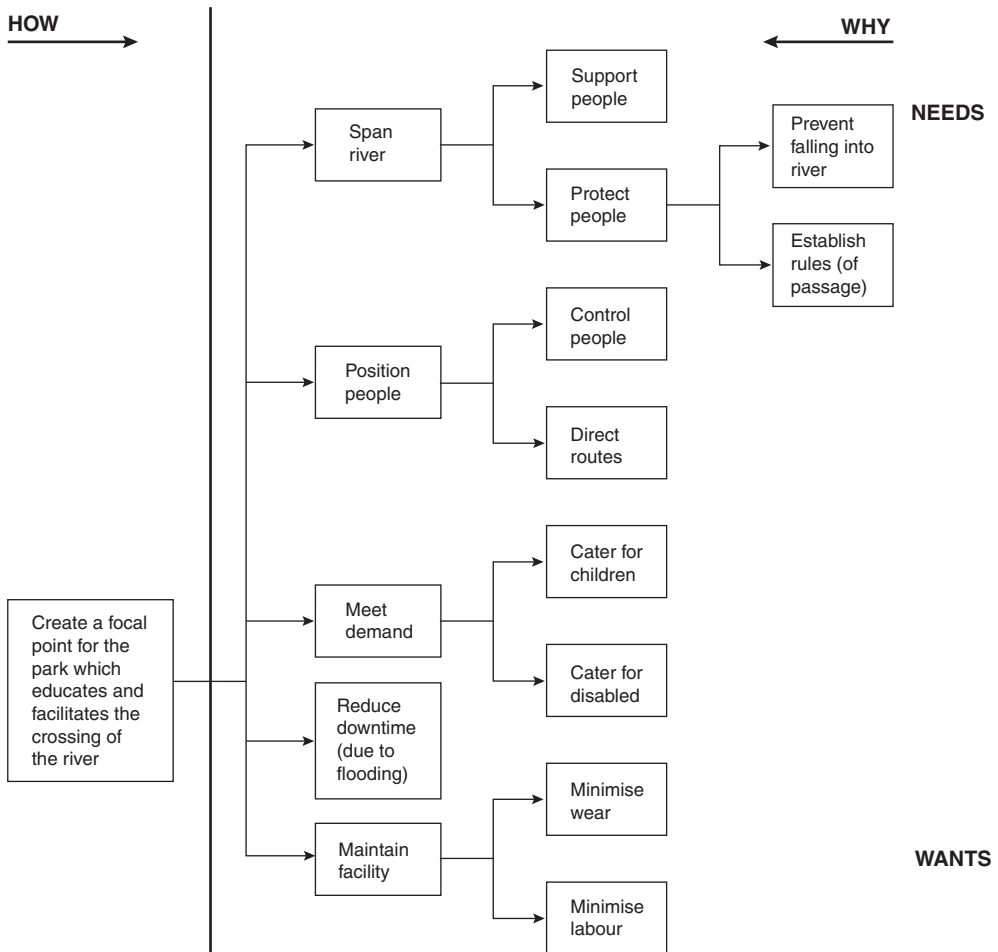 HOW
WHY
NEEDS
Span
river
Support
people
Protect
people
Prevent
falling into
river
Establish
rules (of
passage)
Position
people
Control
people
Direct
routes
Meet
demand
Cater for
children
Cater for
disabled
Create a focal
point for the
park which
educates and
facilitates the
crossing of
the river
Reduce
downtime
(due to
flooding)
Maintain
facility
Minimise
wear
Minimise
labour
WANTS